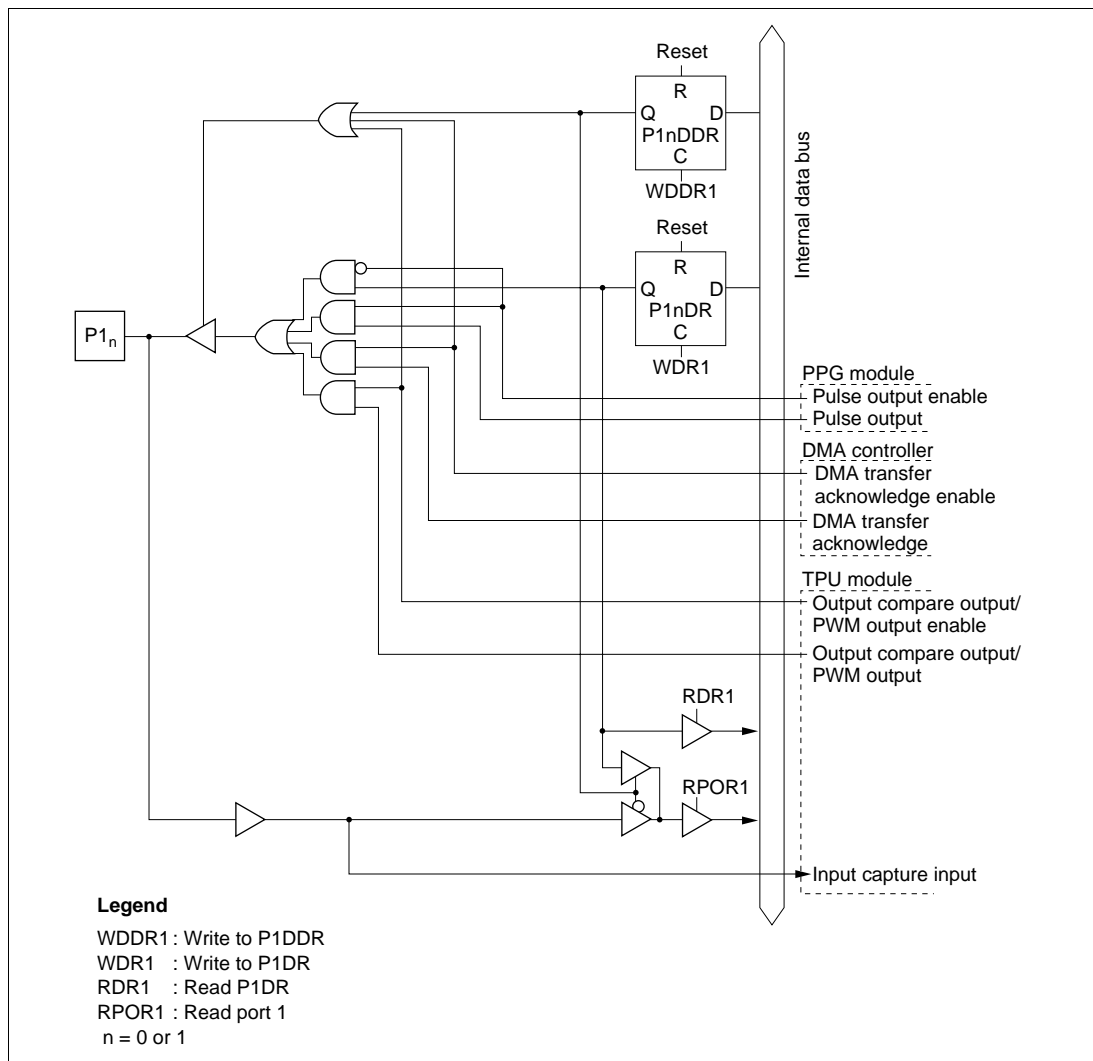 Reset
R
Q
D
P1nDDR
C
WDDR1
Internal data bus
Reset
R
Q
D
P1nDR
C
WDR1
P1n
PPG module
Pulse output enable
Pulse output
DMA controller
DMA transfer
acknowledge enable
DMA transfer
acknowledge
TPU module
Output compare output/
PWM output enable
Output compare output/
PWM output
RDR1
RPOR1
Input capture input
Legend
WDDR1 : Write to P1DDR
WDR1 : Write to P1DR
RDR1 : Read P1DR
RPOR1 : Read port 1
n = 0 or 1